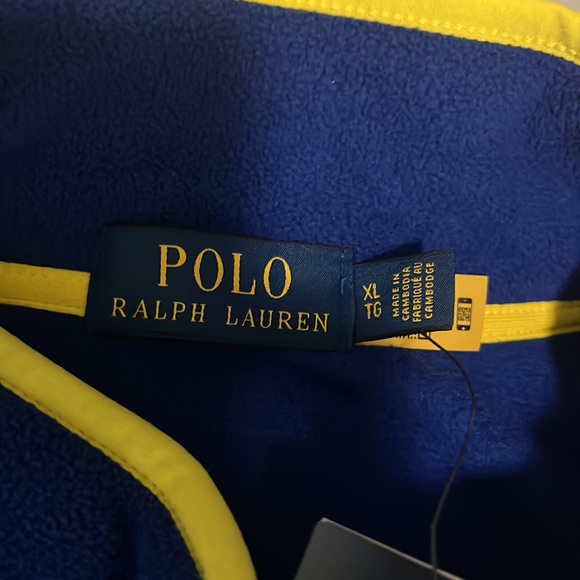 POLO
RALPH LAUREN
XL
TG
MADE IN
CAMBODIA
FABRIQUÉ AU
CAMBODGE